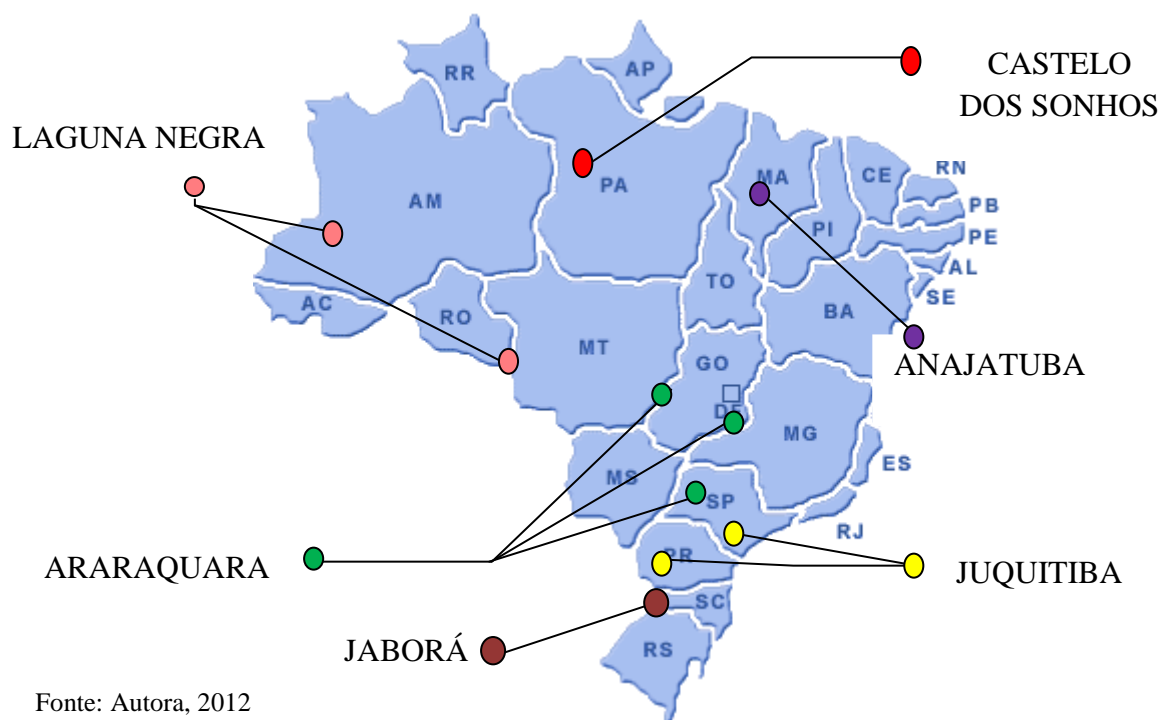 CASTELO
DOS SONHOS
RR
AP
LAGUNA NEGRA
AM
PA
MA
CE
RN
PB
PI
PE
AL
SE
TO
BA
AC
RO
MT
GO
ANAJATUBA
DF
MG
ES
MS
SP
RJ
ARARAQUARA
PR
JUQUITIBA
SC
JABORÁ
RS
Fonte: Autora, 2012